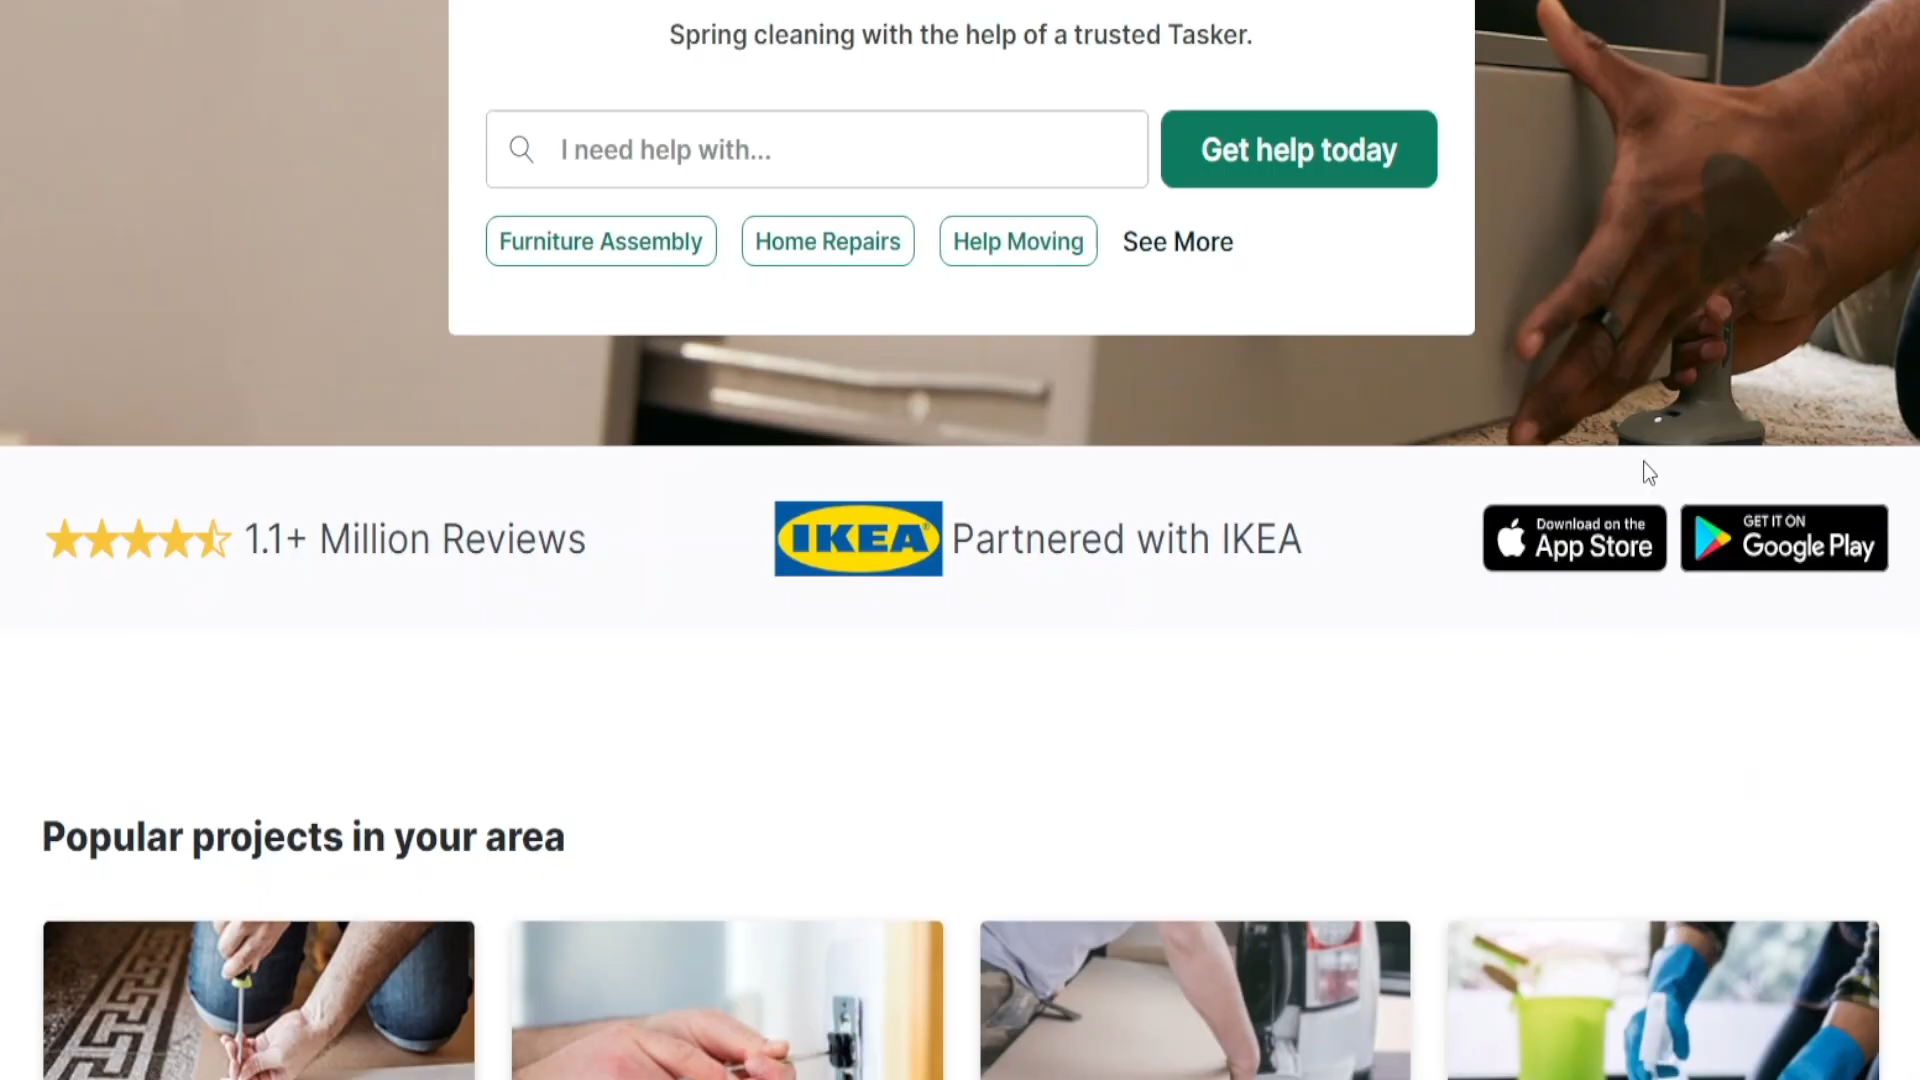 Spring cleaning with the help of a trusted Tasker.
I need help with...
Get help today
Furniture Assembly
Home Repairs
Help Moving
See More
1.1+ Million Reviews
IKEA® Partnered with IKEA
Download on the
App Store
GET IT ON
Google Play
Popular projects in your area